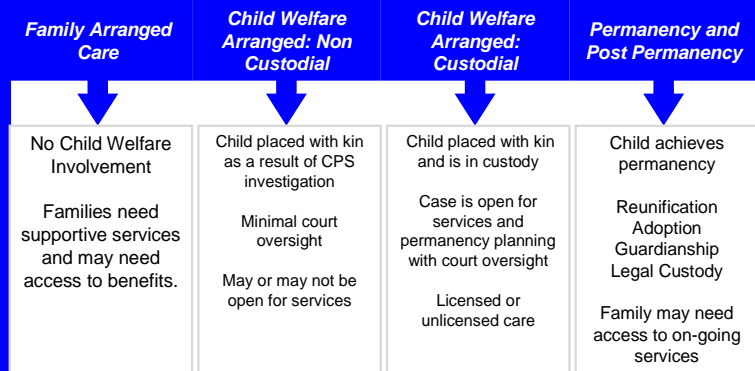 Family Arranged
Care
Child Welfare
Arranged: Non
Custodial
Child Welfare
Arranged:
Custodial
Permanency and
Post Permanency
No Child Welfare
Involvement
Families need
supportive services
and may need
access to benefits.
Child placed with kin
as a result of CPS
investigation
Minimal court
oversight
May or may not be
open for services
Child placed with kin
and is in custody
Case is open for
services and
permanency planning
with court oversight
Licensed or
unlicensed care
Child achieves
permanency
Reunification
Adoption
Guardianship
Legal Custody
Family may need
access to on-going
services